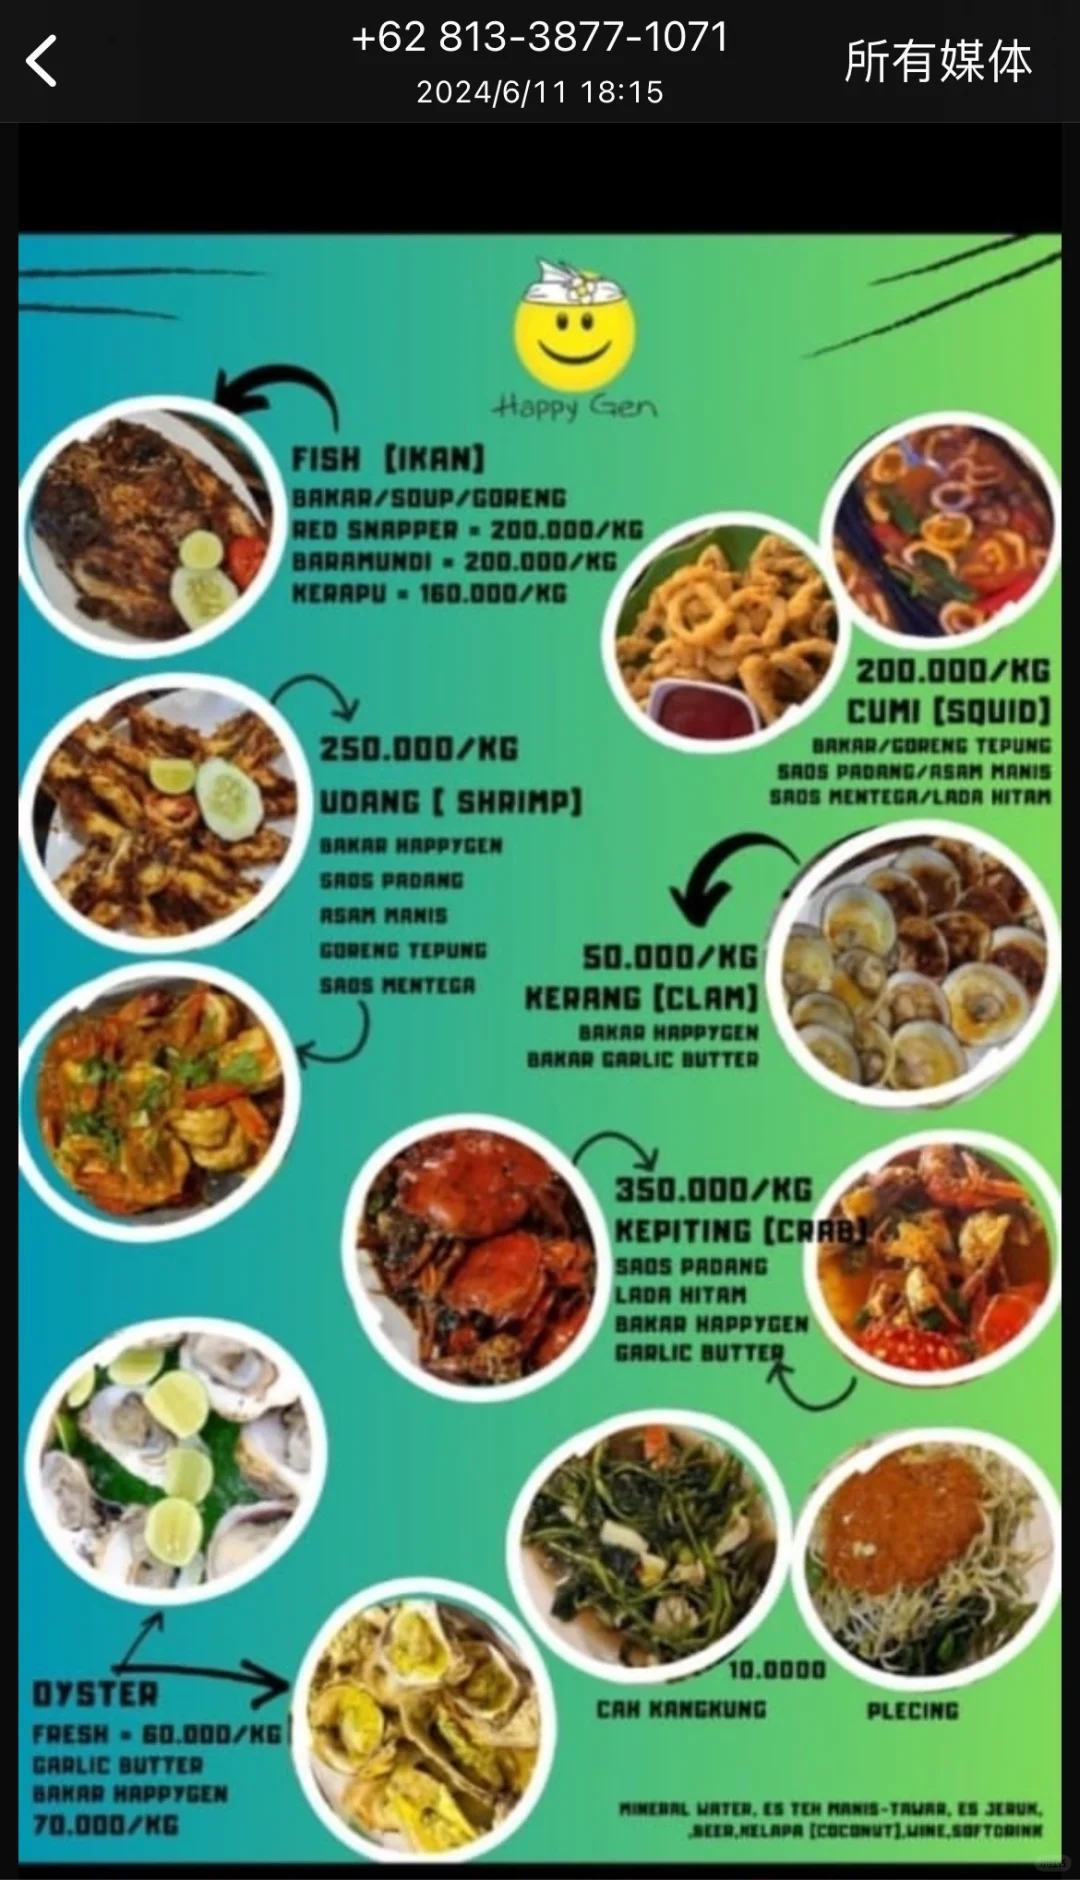 +62 813-3877-1071
2024/6/11 18:15
所有媒体
Happy Gen
FISH [IKAN]
BAKAR/SOUP/GORENG
RED SNAPPER = 200.000/KG
BARAMUNDI = 200.000/KG
KERAPU = 160.000/KG
200.000/KG
CUMI [SQUID]
BAKAR/GORENG TEPUNG
SAOS PADANG/ASAM MANIS
SAOS MENTEGA/LADA HITAM
250.000/KG
UDANG [ SHRIMP]
BAKAR HAPPYGEN
SAOS PADANG
ASAM MANIS
GORENG TEPUNG
SAOS MENTEGA
50.000/KG
KERANG [CLAM]
BAKAR HAPPYGEN
BAKAR GARLIC BUTTER
350.000/KG
KEPITING [CRAB]
SAOS PADANG
LADA HITAM
BAKAR HAPPYGEN
GARLIC BUTTER
OYSTER
FRESH = 60.000/KG
GARLIC BUTTER
BAKAR HAPPYGEN
70.000/KG
10.0000
CAH KANGKUNG
PLECING
MINERAL WATER, ES TEH MANIS-TAWAR, ES JERUK,
,BEER,KELAPA [COCONUT],WINE,SOFTDRINK